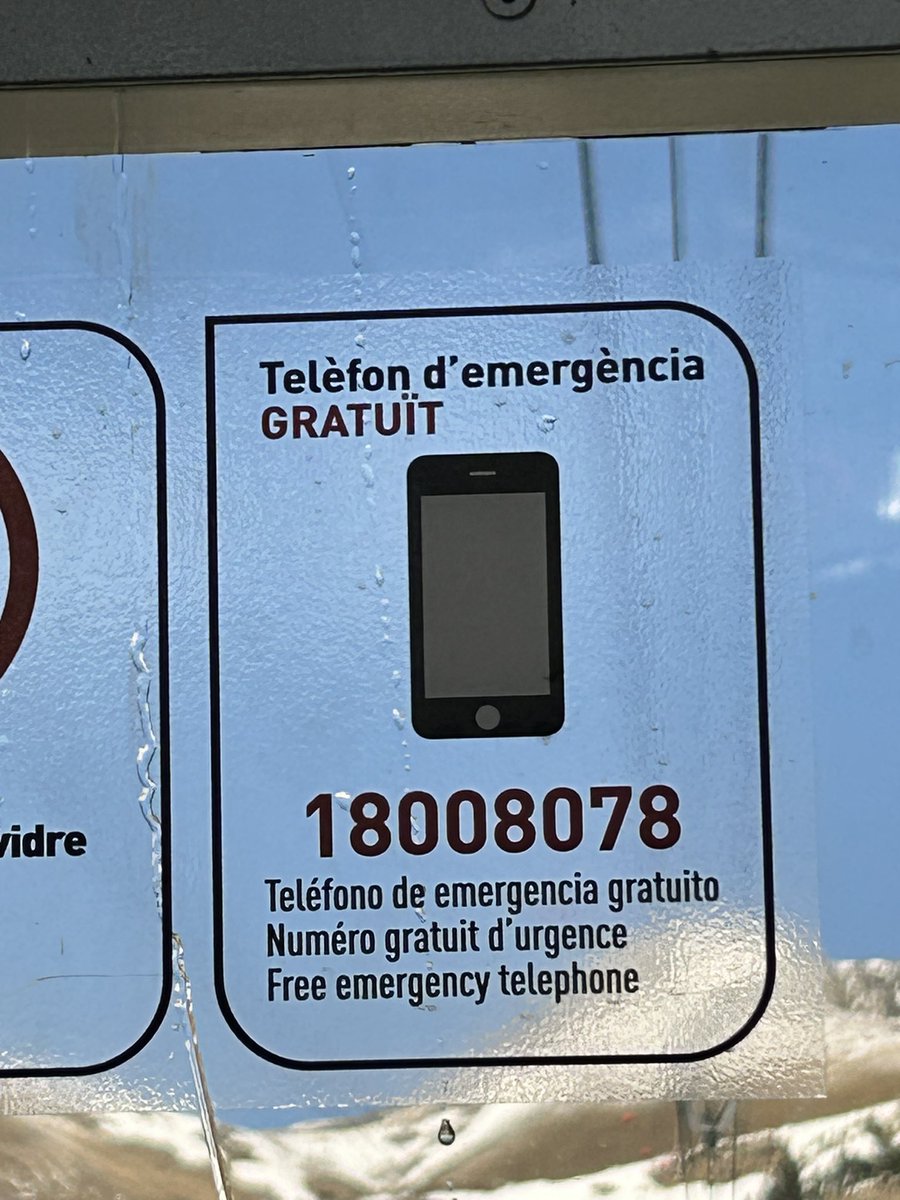 Telèfon d'emergència
GRATUÏT
18008078
vidre
Teléfono de emergencia gratuito
Numéro gratuit d'urgence
Free emergency telephone